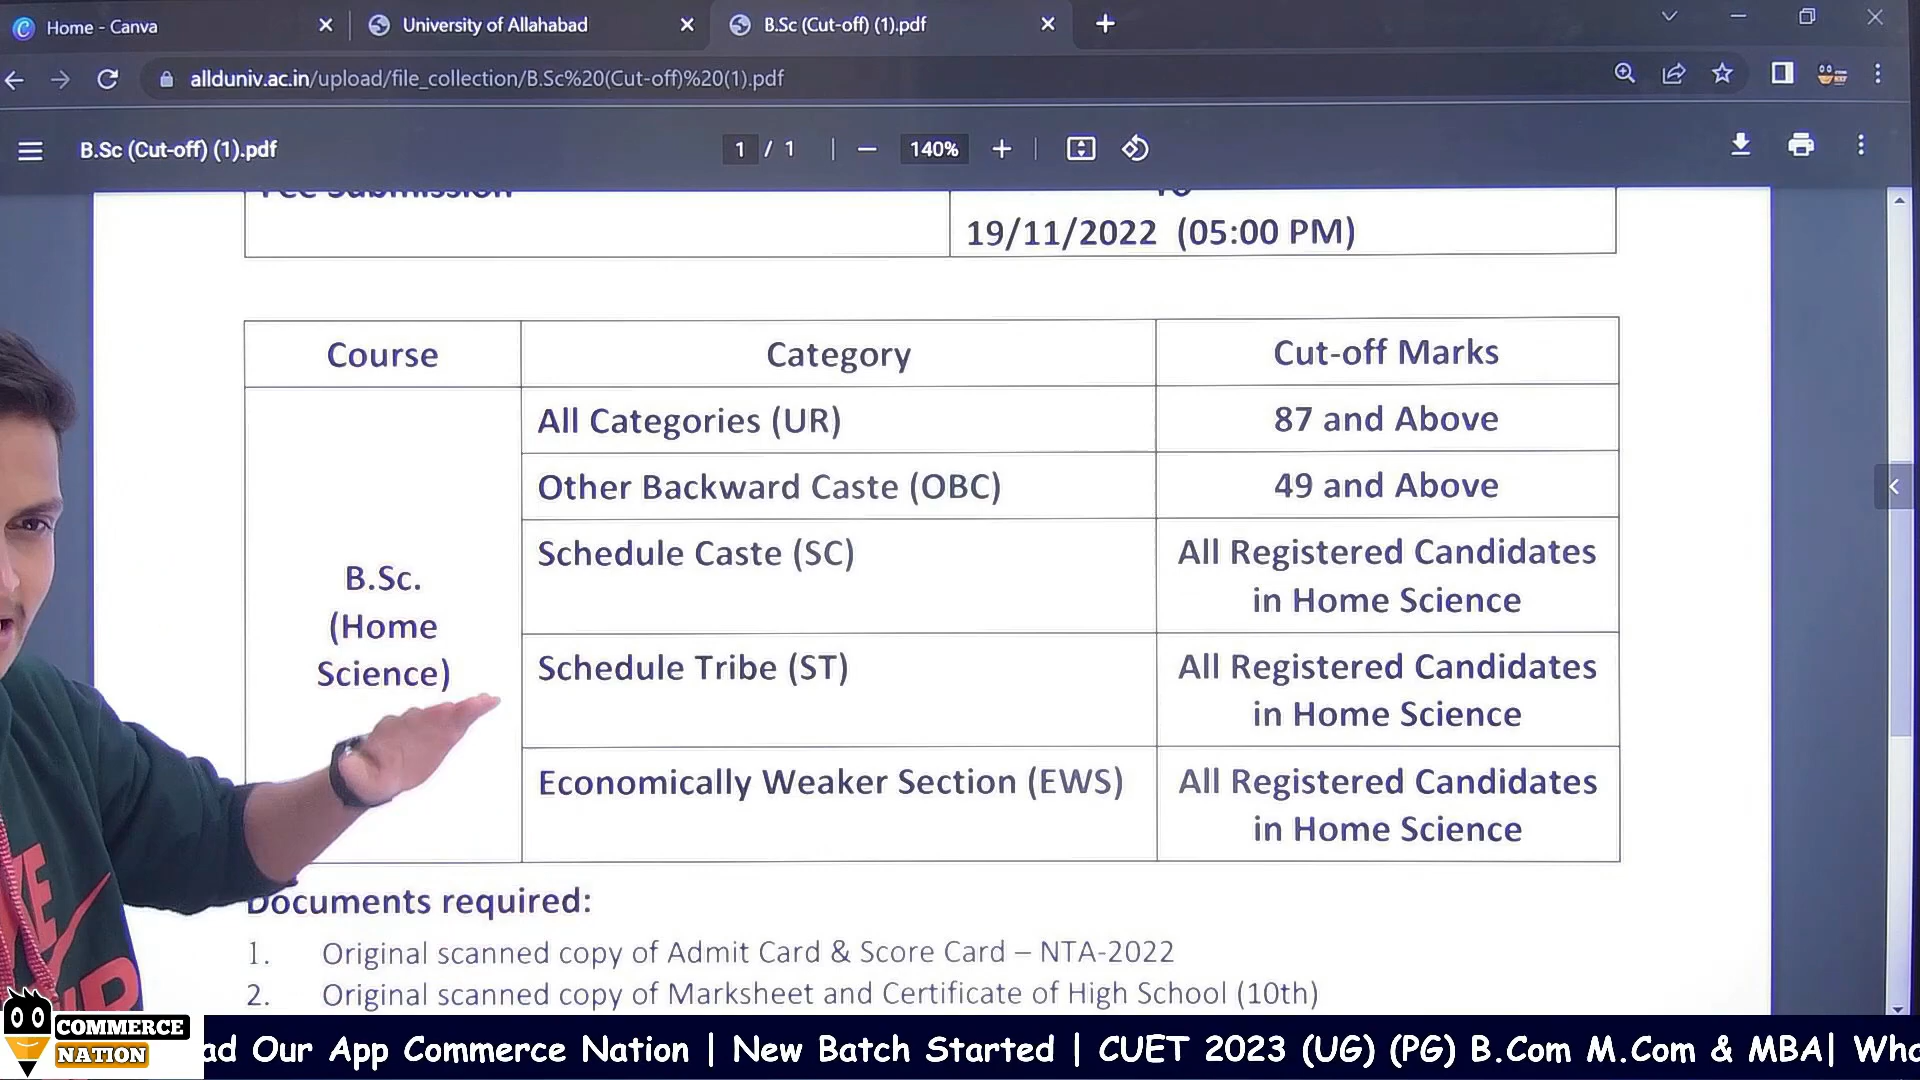 Home - Canva
University of Allahabad
B.Sc (Cut-off) (1).pdf
allduniv.ac.in/upload/file_collection/B.Sc%20(Cut-off)%20(1).pdf
B.Sc (Cut-off) (1).pdf
1 / 1
140%
Fee Submission
To
19/11/2022 (05:00 PM)
Course Category Cut-off Marks
All Categories (UR) 87 and Above
Other Backward Caste (OBC) 49 and Above
B.Sc.
(Home
Science)
Schedule Caste (SC) All Registered Candidates
in Home Science
Schedule Tribe (ST) All Registered Candidates
in Home Science
Economically Weaker Section (EWS) All Registered Candidates
in Home Science
Documents required:
1. Original scanned copy of Admit Card & Score Card – NTA-2022
2. Original scanned copy of Marksheet and Certificate of High School (10th)
COMMERCE
NATION
ad Our App Commerce Nation | New Batch Started | CUET 2023 (UG) (PG) B.Com M.Com & MBA|